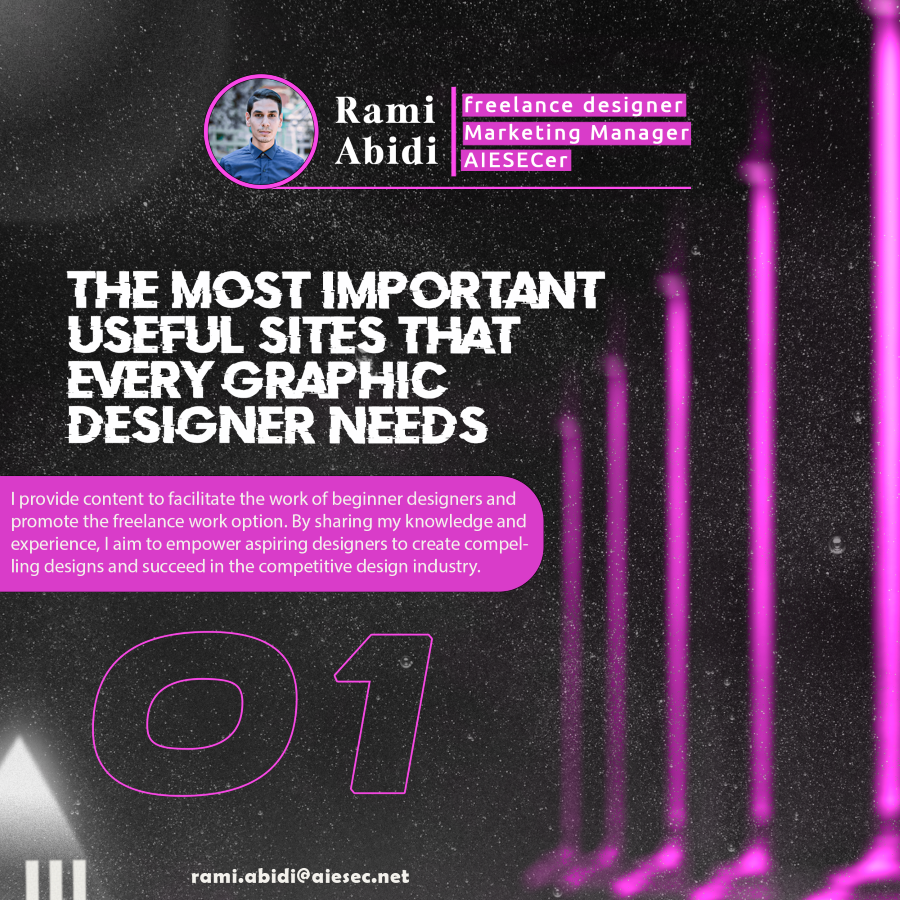 Rami
Abidi
freelance designer
Marketing Manager
AIESECer
THE MOST IMPORTANT
USEFUL SITES THAT
EVERY GRAPHIC
DESIGNER NEEDS
I provide content to facilitate the work of beginner designers and
promote the freelance work option. By sharing my knowledge and
experience, I aim to empower aspiring designers to create compel-
ling designs and succeed in the competitive design industry.
01
rami.abidi@aiesec.net